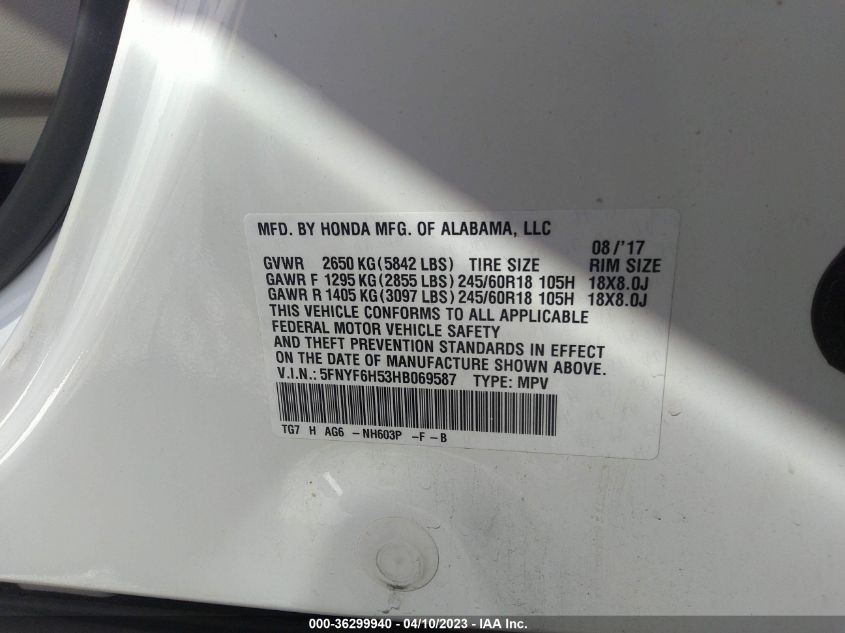 MFD. BY HONDA MFG. OF ALABAMA, LLC
08/'17
GVWR 2650 KG(5842 LBS) TIRE SIZE RIM SIZE
GAWR F 1295 KG(2855 LBS)245/60R18 105H 18X8.0J
GAWR R 1405 KG(3097 LBS)245/60R18 105H 18X8.0J
THIS VEHICLE CONFORMS TO ALL APPLICABLE
FEDERAL MOTOR VEHICLE SAFETY
AND THEFT PREVENTION STANDARDS IN EFFECT
ON THE DATE OF MANUFACTURE SHOWN ABOVE.
V.I.N.: 5FNYF6H53HB069587 TYPE: MPV
TG7 H AG6 -NH603P -F-B
000-36299940 - 04/10/2023 - IAA Inc.